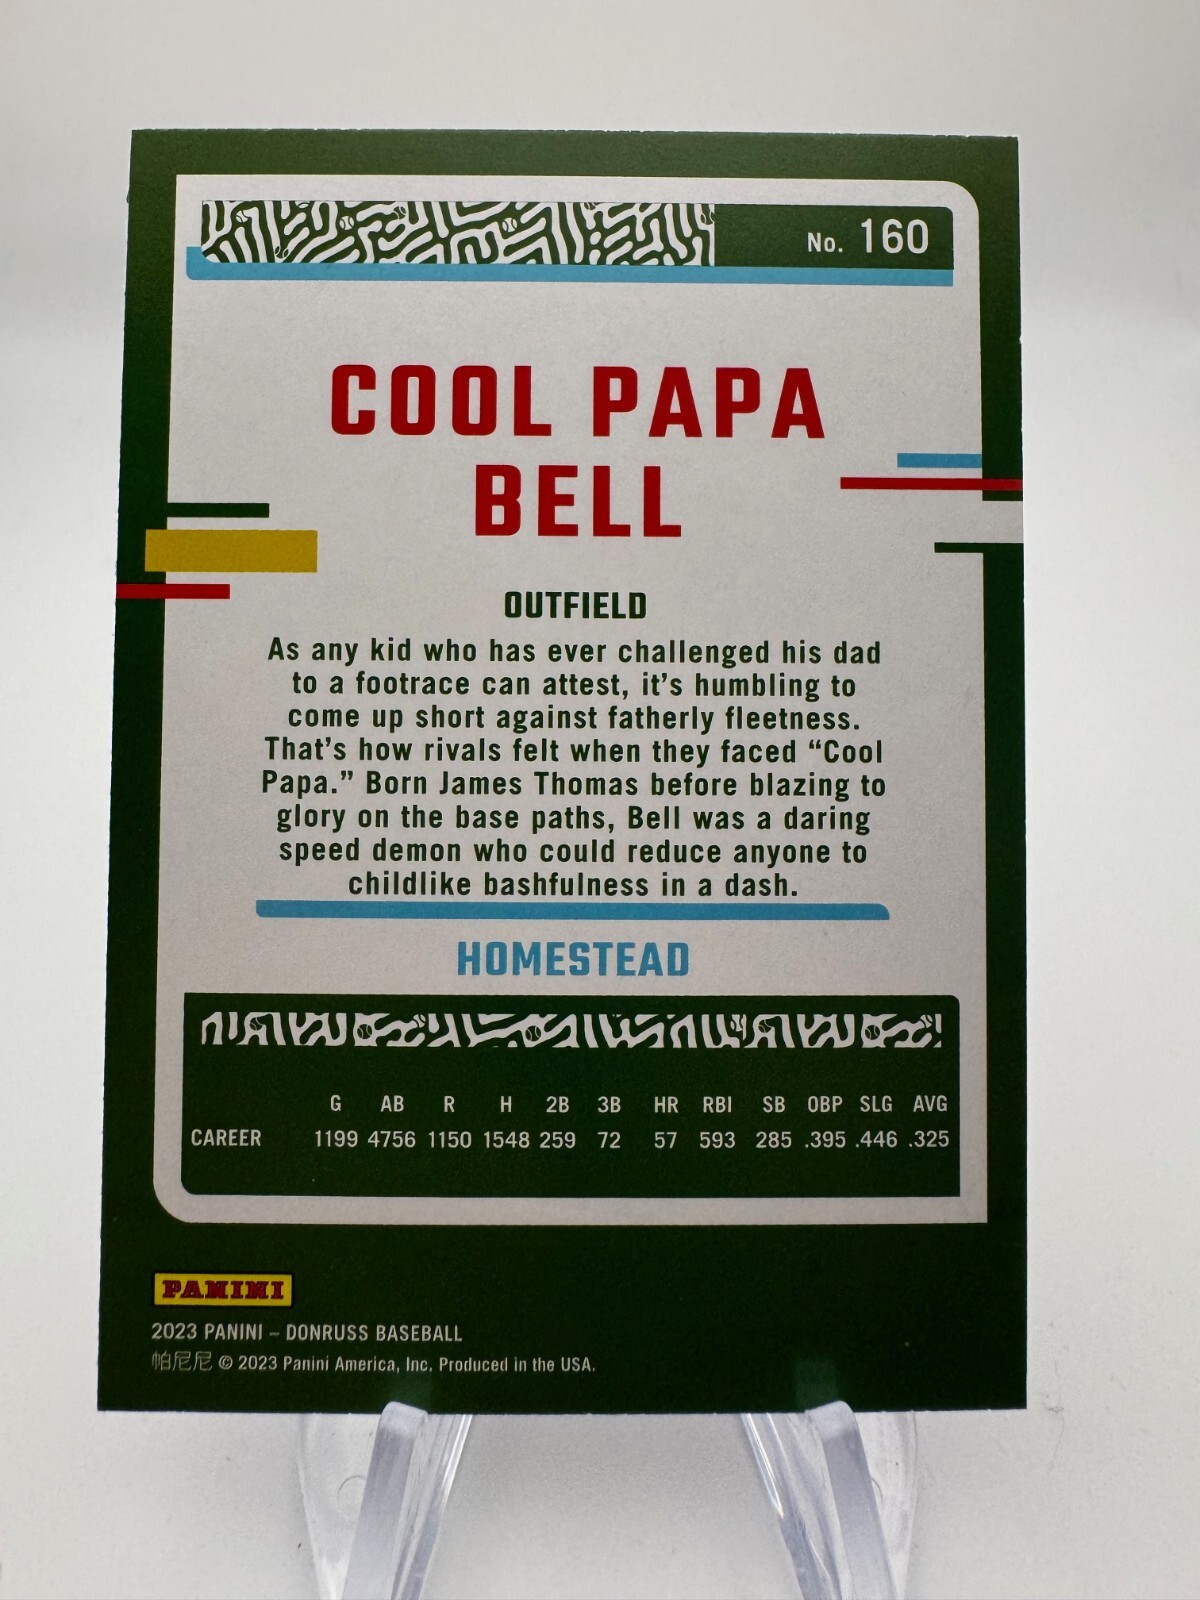 No. 160
COOL PAPA
BELL
OUTFIELD
As any kid who has ever challenged his dad
to a footrace can attest, it's humbling to
come up short against fatherly fleetness.
That's how rivals felt when they faced “Cool
Papa.” Born James Thomas before blazing to
glory on the base paths, Bell was a daring
speed demon who could reduce anyone to
childlike bashfulness in a dash.
HOMESTEAD
G AB R H 2B 3B HR RBI SB OBP SLG AVG
CAREER 1199 4756 1150 1548 259 72 57 593 285 .395 .446 .325
PANINI
2023 PANINI – DONRUSS BASEBALL
帕尼尼 © 2023 Panini America, Inc. Produced in the USA.